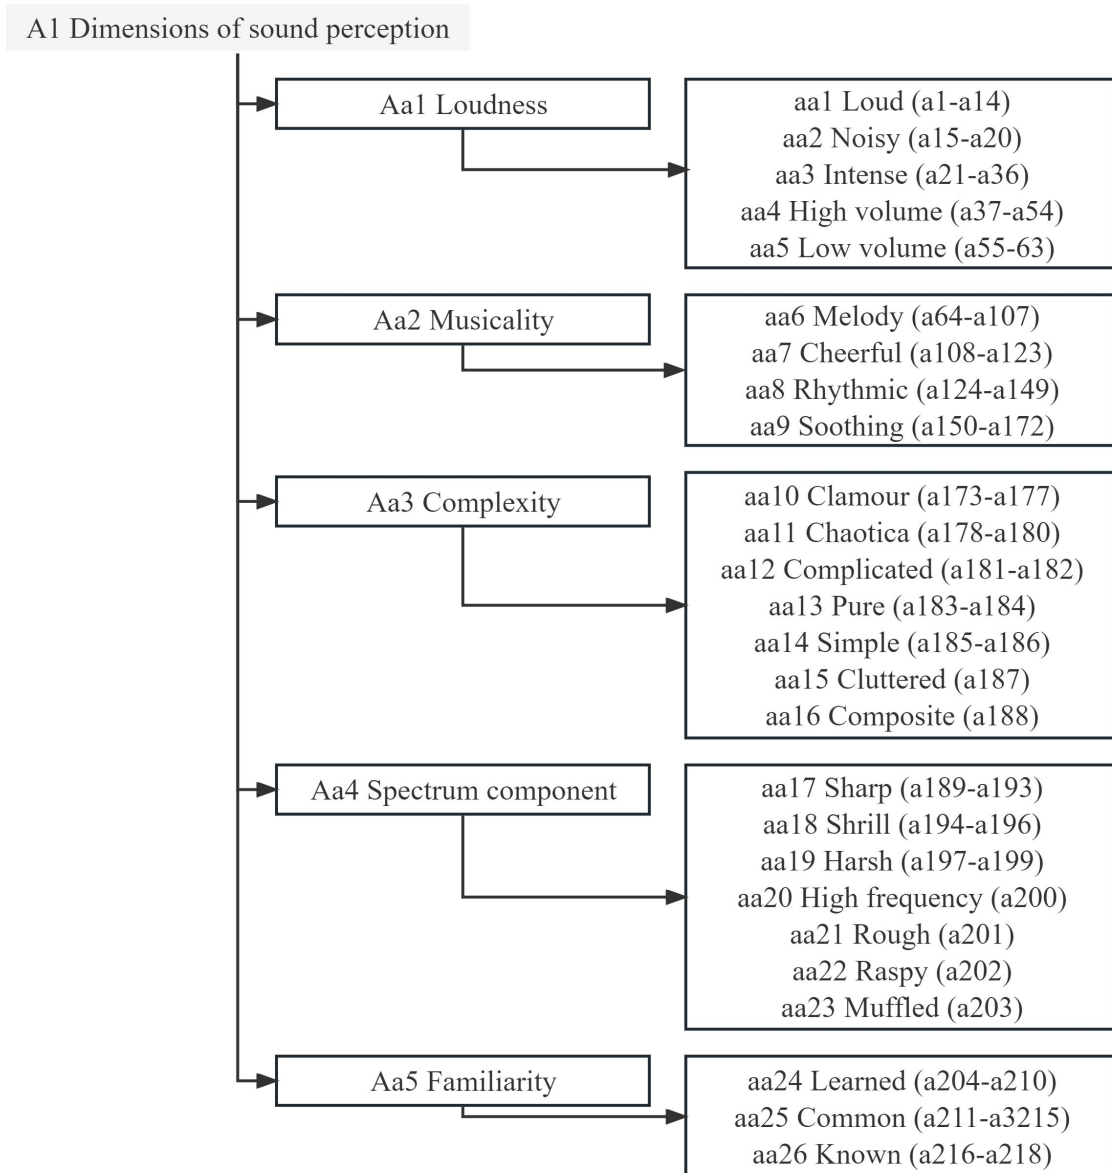 A1 Dimensions of sound perception
Aa1 Loudness
aa1 Loud (a1-a14)
aa2 Noisy (a15-a20)
aa3 Intense (a21-a36)
aa4 High volume (a37-a54)
aa5 Low volume (a55-63)
Aa2 Musicality
aa6 Melody (a64-a107)
aa7 Cheerful (a108-a123)
aa8 Rhythmic (a124-a149)
aa9 Soothing (a150-a172)
Aa3 Complexity
aa10 Clamour (a173-a177)
aa11 Chaotica (a178-a180)
aa12 Complicated (a181-a182)
aa13 Pure (a183-a184)
aa14 Simple (a185-a186)
aa15 Cluttered (a187)
aa16 Composite (a188)
Aa4 Spectrum component
aa17 Sharp (a189-a193)
aa18 Shrill (a194-a196)
aa19 Harsh (a197-a199)
aa20 High frequency (a200)
aa21 Rough (a201)
aa22 Raspy (a202)
aa23 Muffled (a203)
Aa5 Familiarity
aa24 Learned (a204-a210)
aa25 Common (a211-a3215)
aa26 Known (a216-a218)